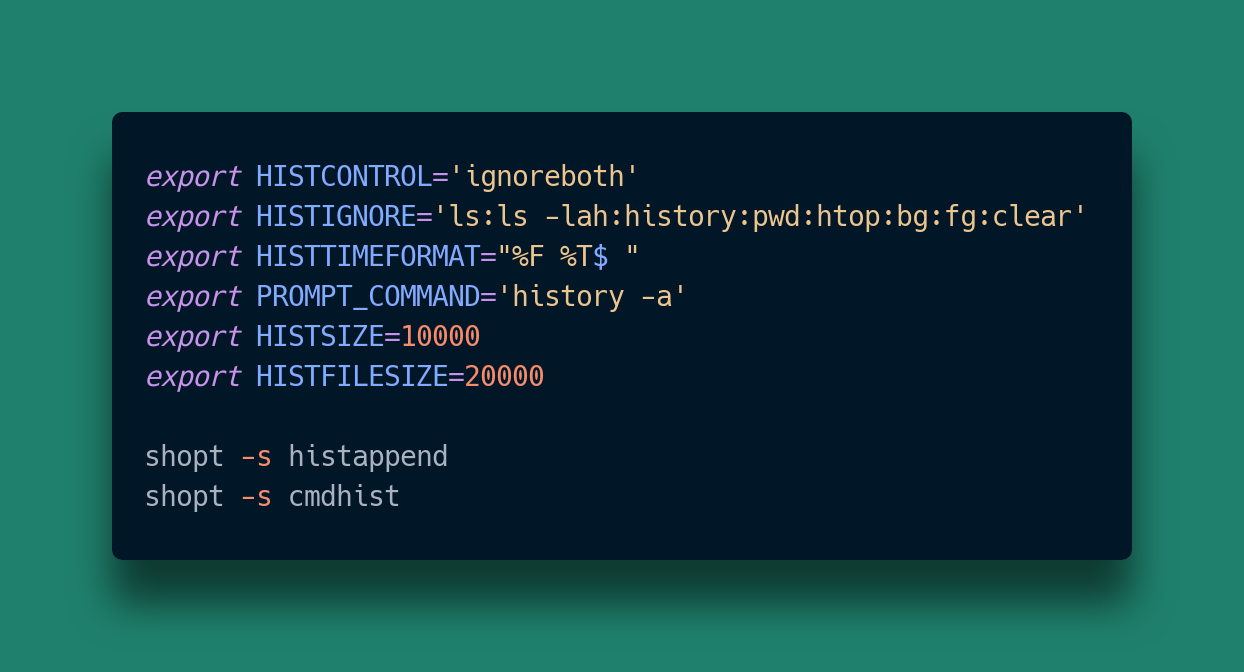 export HISTCONTROL='ignoreboth'
export HISTIGNORE='ls:ls -lah:history:pwd:htop:bg:fg:clear'
export HISTTIMEFORMAT="%F %T$ "
export PROMPT_COMMAND='history -a'
export HISTSIZE=10000
export HISTFILESIZE=20000

shopt -s histappend
shopt -s cmdhist